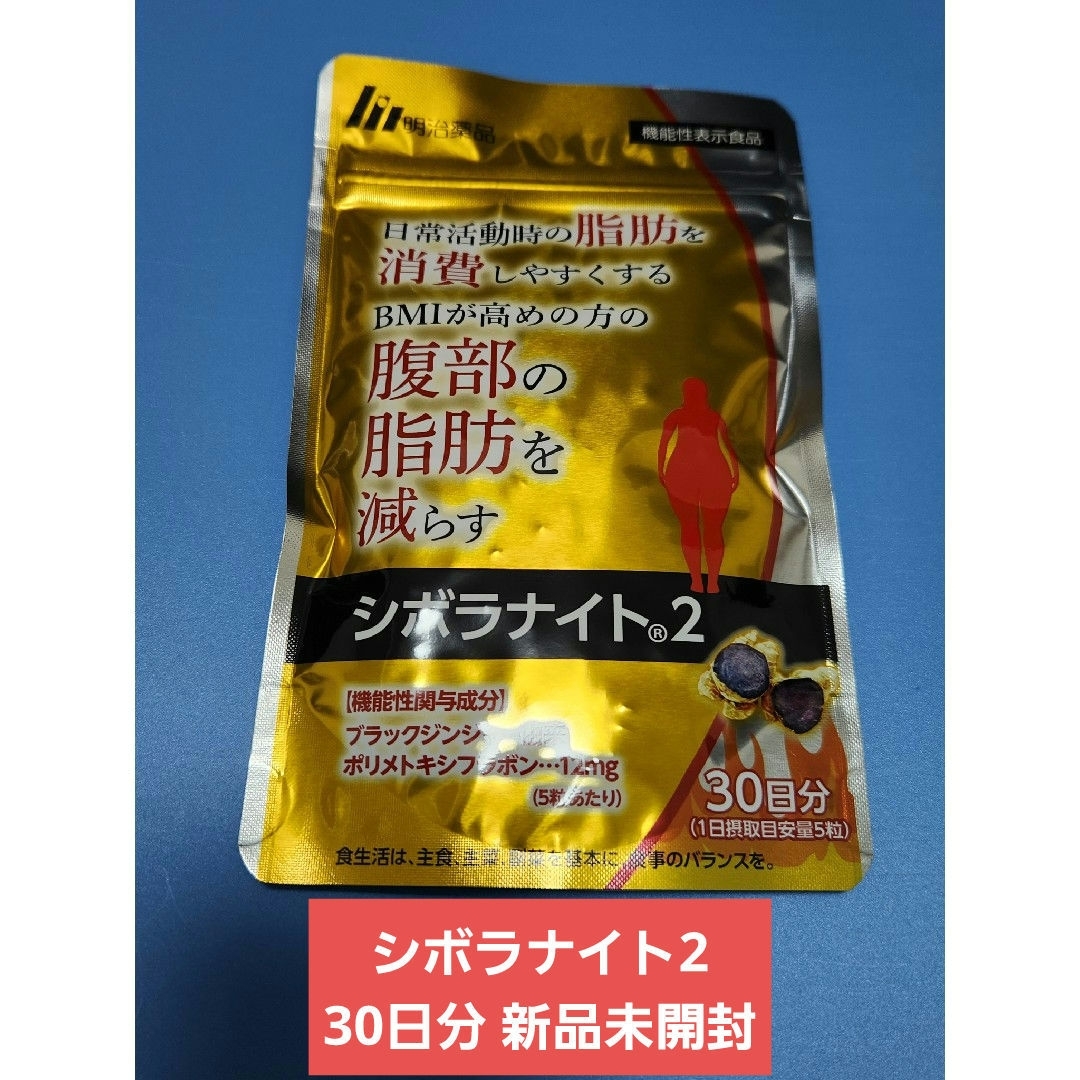 明治薬品
機能性表示食品
日常活動時の脂肪を
消費しやすくする
BMIが高めの方の
腹部の
脂肪を
減らす
シボラナイト®2
【機能性関与成分】
ブラックジンジ
ポリメトキシフラボン…12mg
(5粒あたり)
30日分
(1日摂取目安量5粒)
食生活は、主食、主菜、副菜を基本に、食事のバランスを。
シボラナイト2
30日分 新品未開封